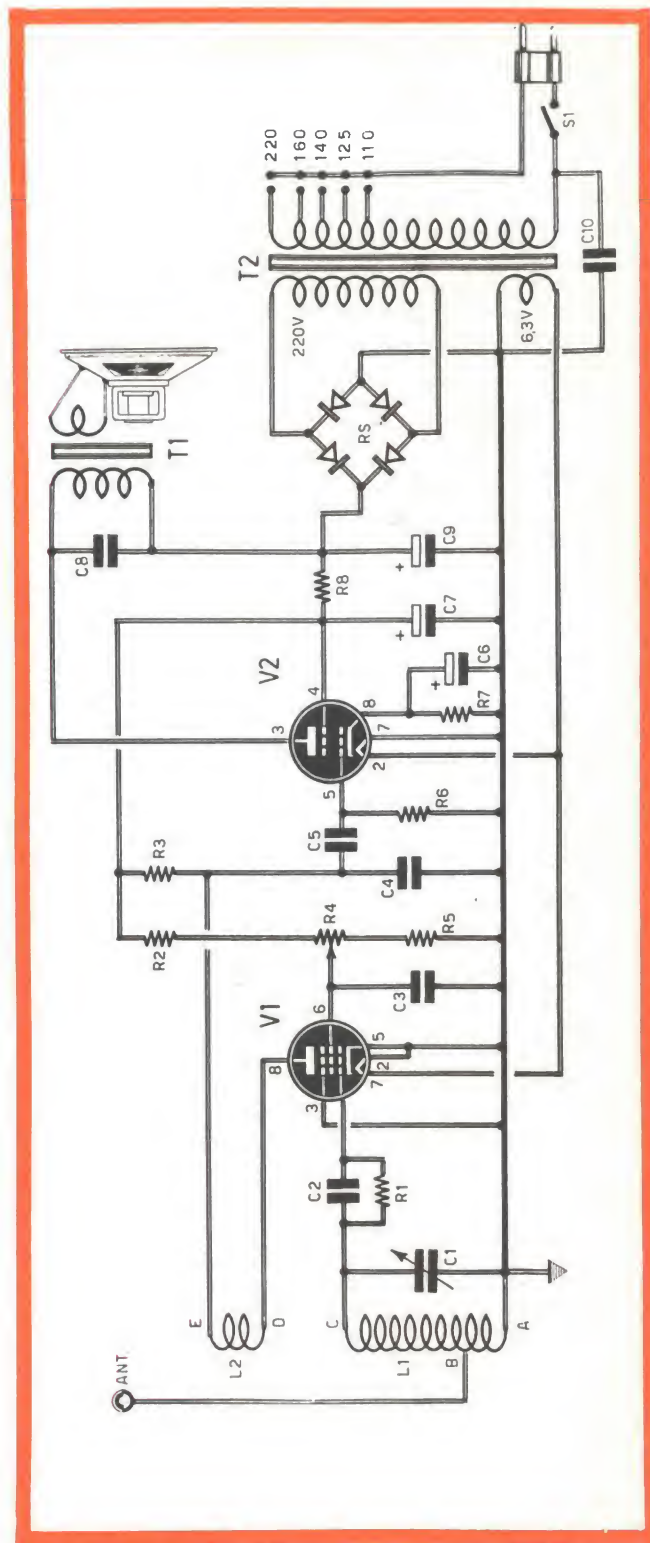 ANT.
E
L2
D
C
L1
B
A
C1
C2
R1
V1
8
3
6
7
2
5
C3
R2
R3
R4
R5
C4
C5
R6
V2
3
4
5
8
7
2
R7
+
C6
+
C7
R8
+
C9
C8
T1
RS
220V
6,3V
T2
220
160
140
125
110
C10
S1